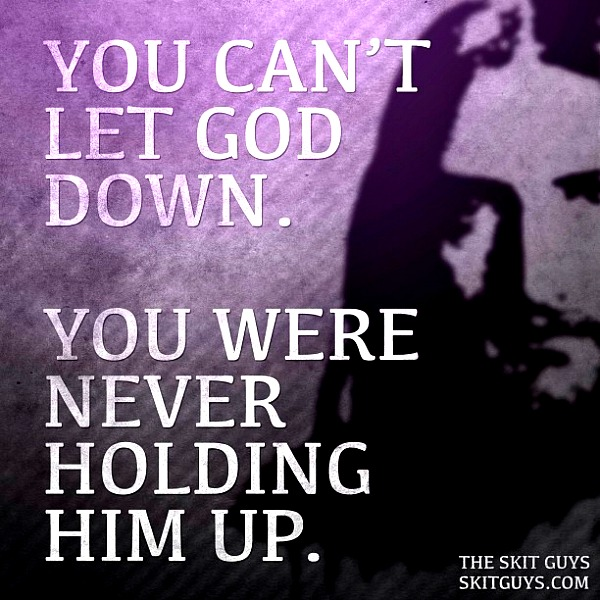 YOU CAN’T
LET GOD
DOWN.
YOU WERE
NEVER
HOLDING
HIM UP.
THE SKIT GUYS
SKITGUYS.COM